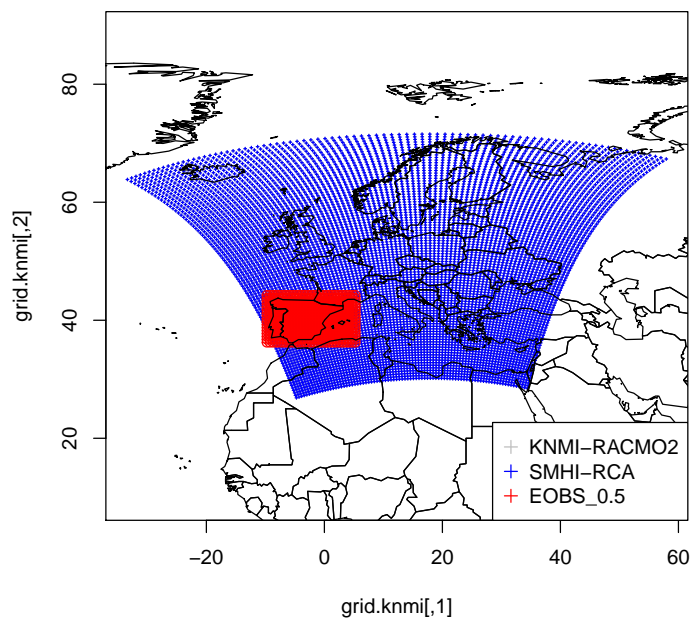 80
60
40
20
grid.knmi[,2]
KNMI−RACMO2
SMHI−RCA
EOBS_0.5
−20 0 20 40 60
grid.knmi[,1]